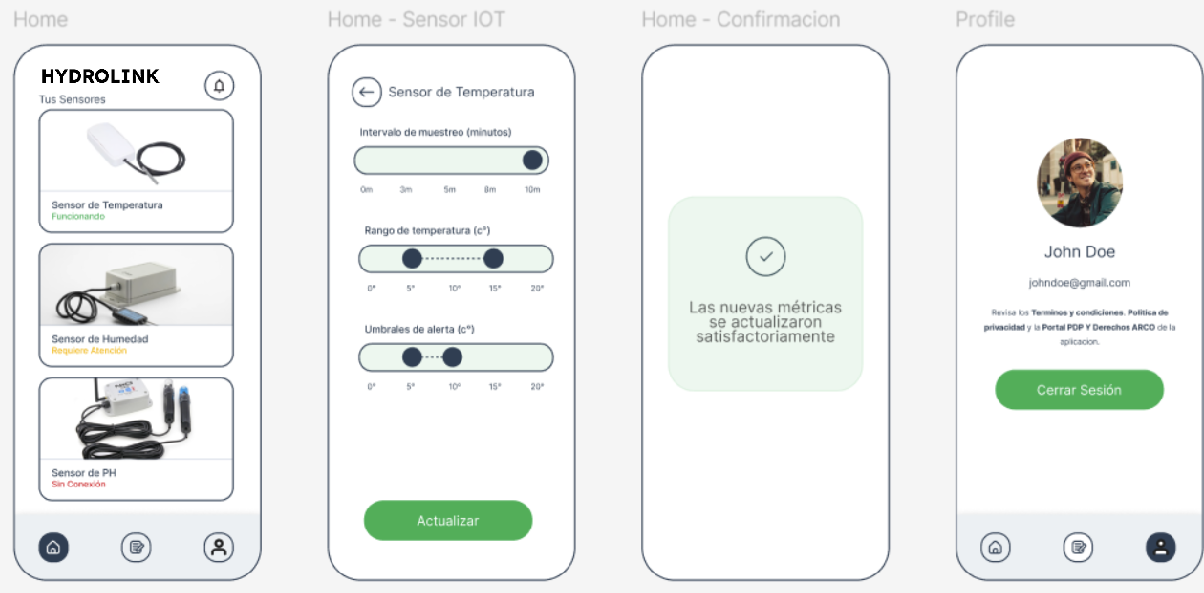 Home
HYDROLINK
Tus Sensores
Sensor de Temperatura
Funcionando
Sensor de Humedad
Requiere Atención
Sensor de PH
Sin Conexión
Home - Sensor IOT
Sensor de Temperatura
Intervalo de muestreo (minutos)
0m 3m 5m 8m 10m
Rango de temperatura (c°)
0° 5° 10° 15° 20°
Umbrales de alerta (c°)
0° 5° 10° 15° 20°
Actualizar
Home - Confirmacion
Las nuevas métricas
se actualizaron
satisfactoriamente
Profile
John Doe
johndoe@gmail.com
Revisa los Terminos y condiciones, Politica de
privacidad y la Portal PDP Y Derechos ARCO de la
aplicacion.
Cerrar Sesión